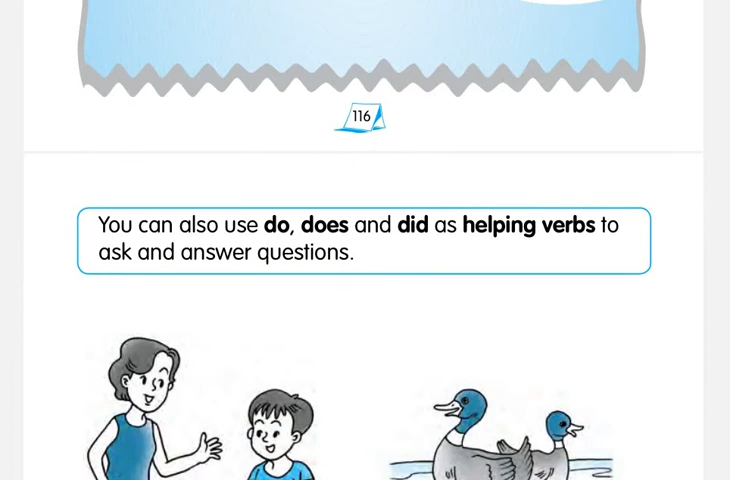 116
You can also use do, does and did as helping verbs to
ask and answer questions.